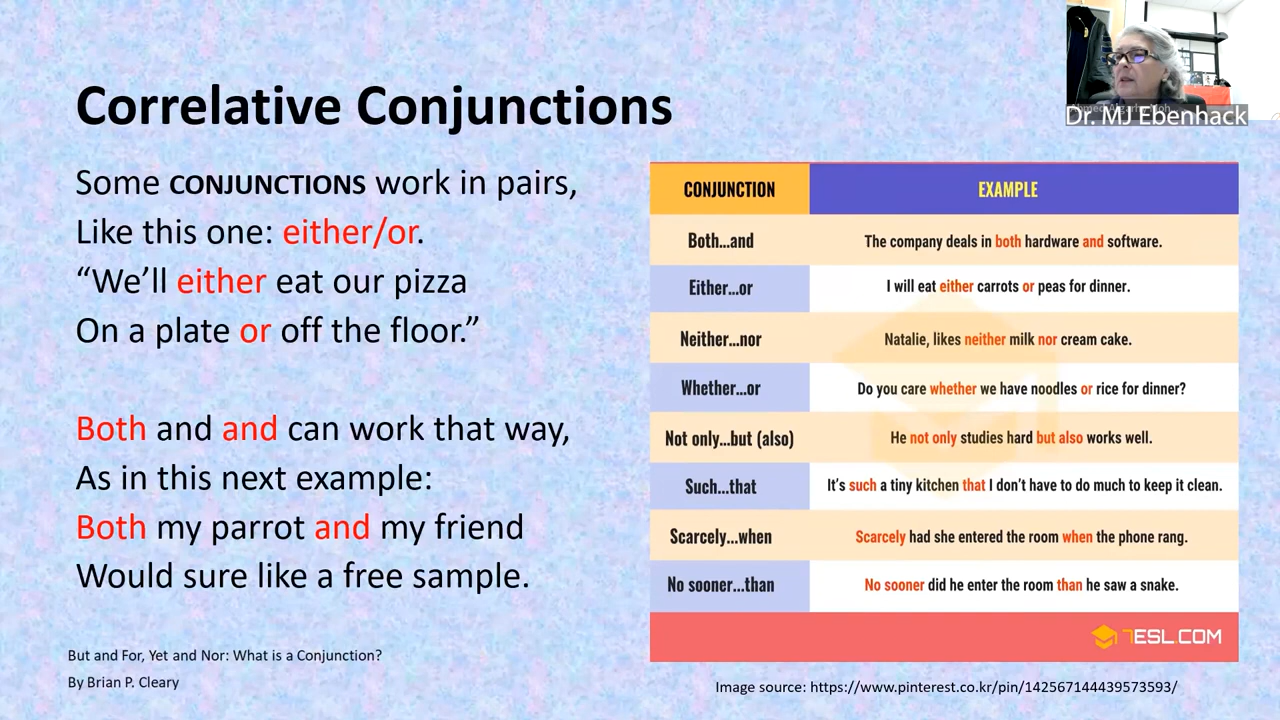 Correlative Conjunctions
Dr. MJ Ebenhack
Some CONJUNCTIONS work in pairs,
Like this one: either/or.
“We’ll either eat our pizza
On a plate or off the floor.”
Both and and can work that way,
As in this next example:
Both my parrot and my friend
Would sure like a free sample.
But and For, Yet and Nor: What is a Conjunction?
By Brian P. Cleary
CONJUNCTION EXAMPLE
Both...and The company deals in both hardware and software.
Either...or I will eat either carrots or peas for dinner.
Neither...nor Natalie, likes neither milk nor cream cake.
Whether...or Do you care whether we have noodles or rice for dinner?
Not only...but (also) He not only studies hard but also works well.
Such...that It’s such a tiny kitchen that I don’t have to do much to keep it clean.
Scarcely...when Scarcely had she entered the room when the phone rang.
No sooner...than No sooner did he enter the room than he saw a snake.
7ESL.COM
Image source: https://www.pinterest.co.kr/pin/142567144439573593/